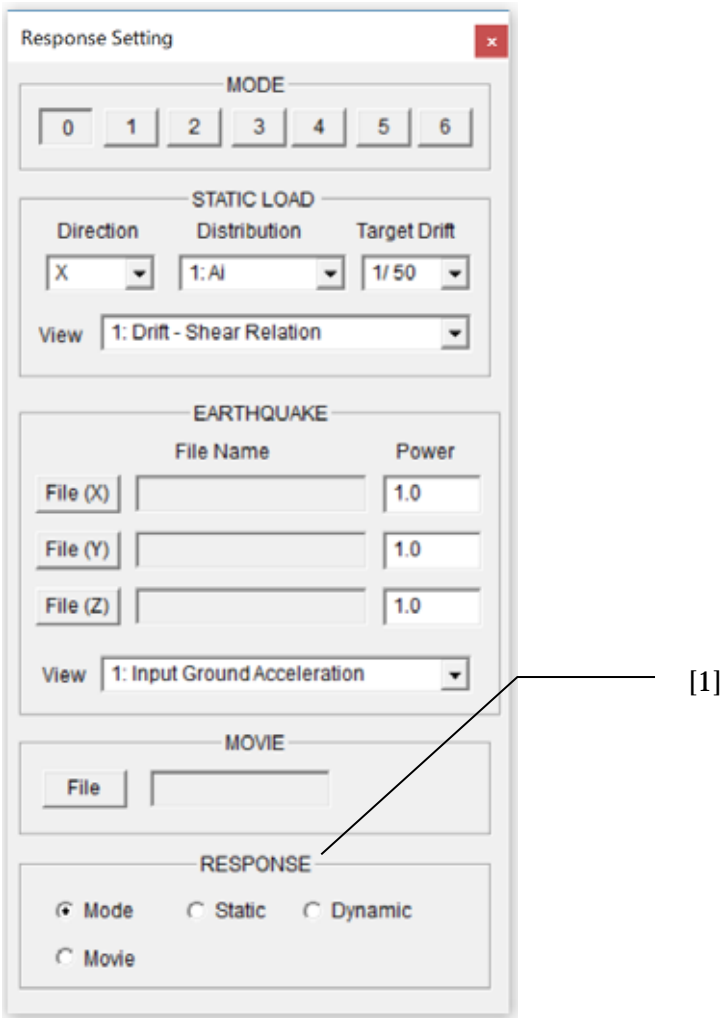 Response Setting
x
MODE
0 1 2 3 4 5 6
STATIC LOAD
Direction Distribution Target Drift
X 1: Ai 1/ 50
View 1: Drift - Shear Relation
EARTHQUAKE
File Name Power
File (X) 1.0
File (Y) 1.0
File (Z) 1.0
View 1: Input Ground Acceleration
[1]
MOVIE
File
RESPONSE
Mode Static Dynamic
Movie